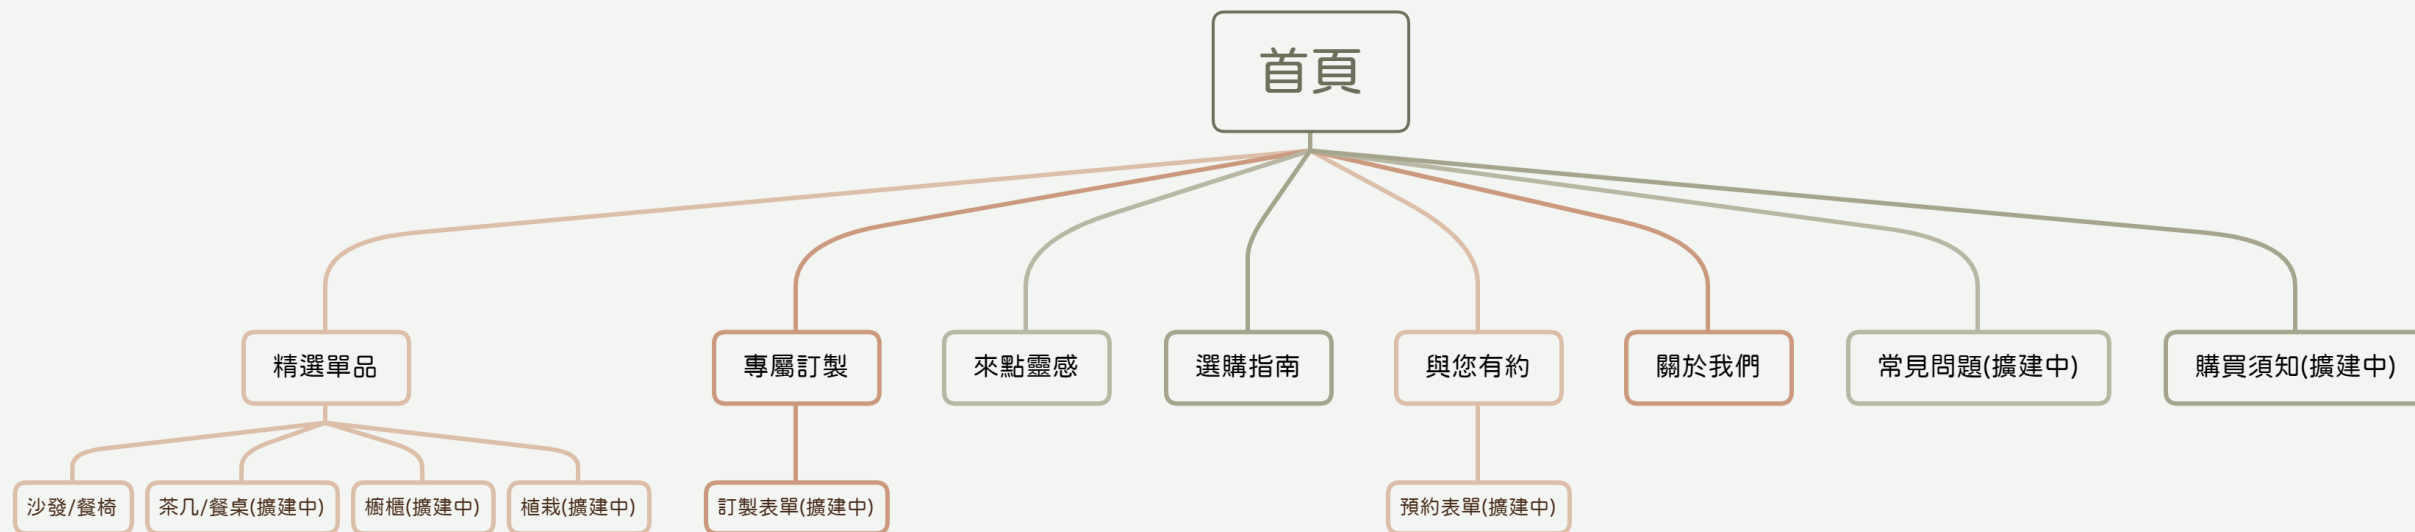 首頁
精選單品
專屬訂製
來點靈感
選購指南
與您有約
關於我們
常見問題(擴建中)
購買須知(擴建中)
沙發/餐椅
茶几/餐桌(擴建中)
櫥櫃(擴建中)
植栽(擴建中)
訂製表單(擴建中)
預約表單(擴建中)